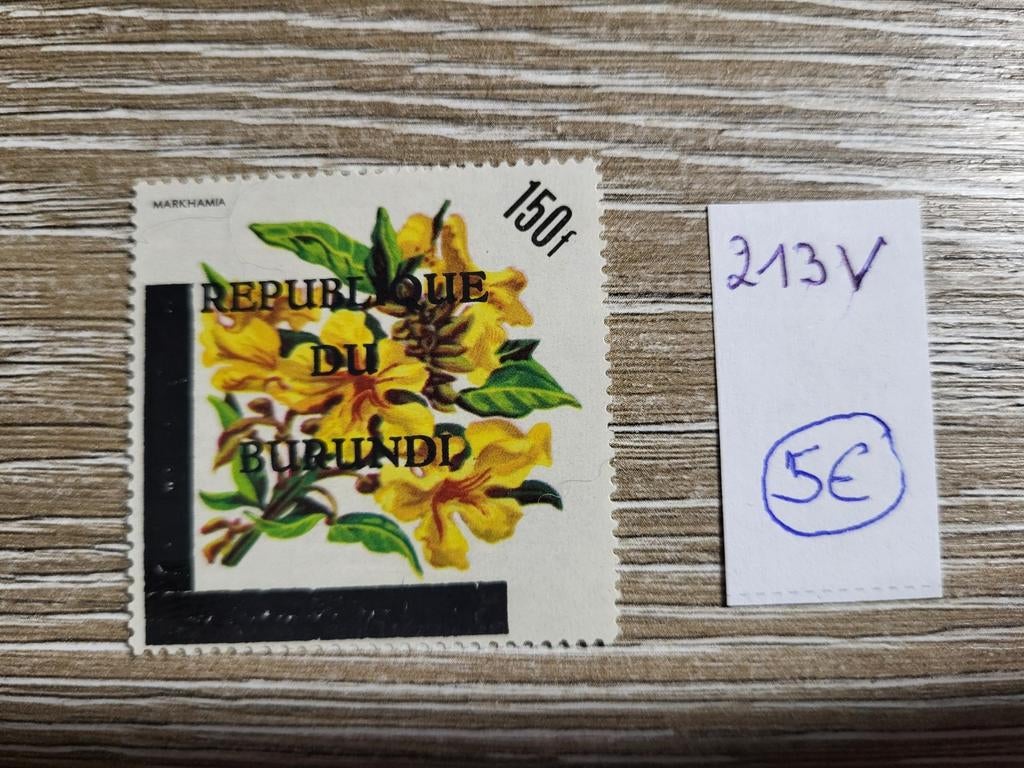 MARKHAMIA
150f
REPUBLIQUE
DU
BURUNDI
213V
5€